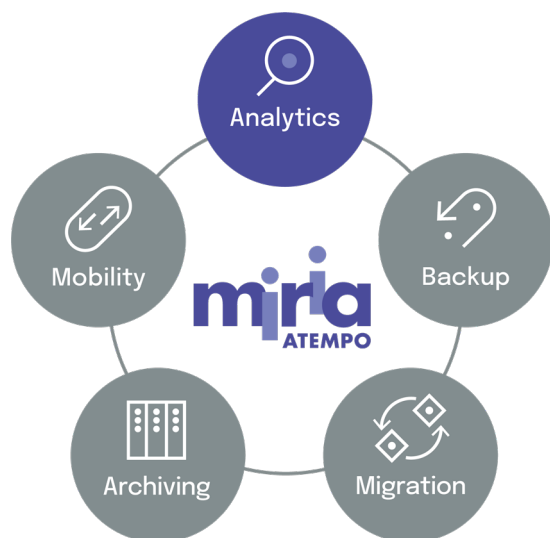 Analytics
Mobility
Backup
miria
ATEMPO
Archiving
Migration